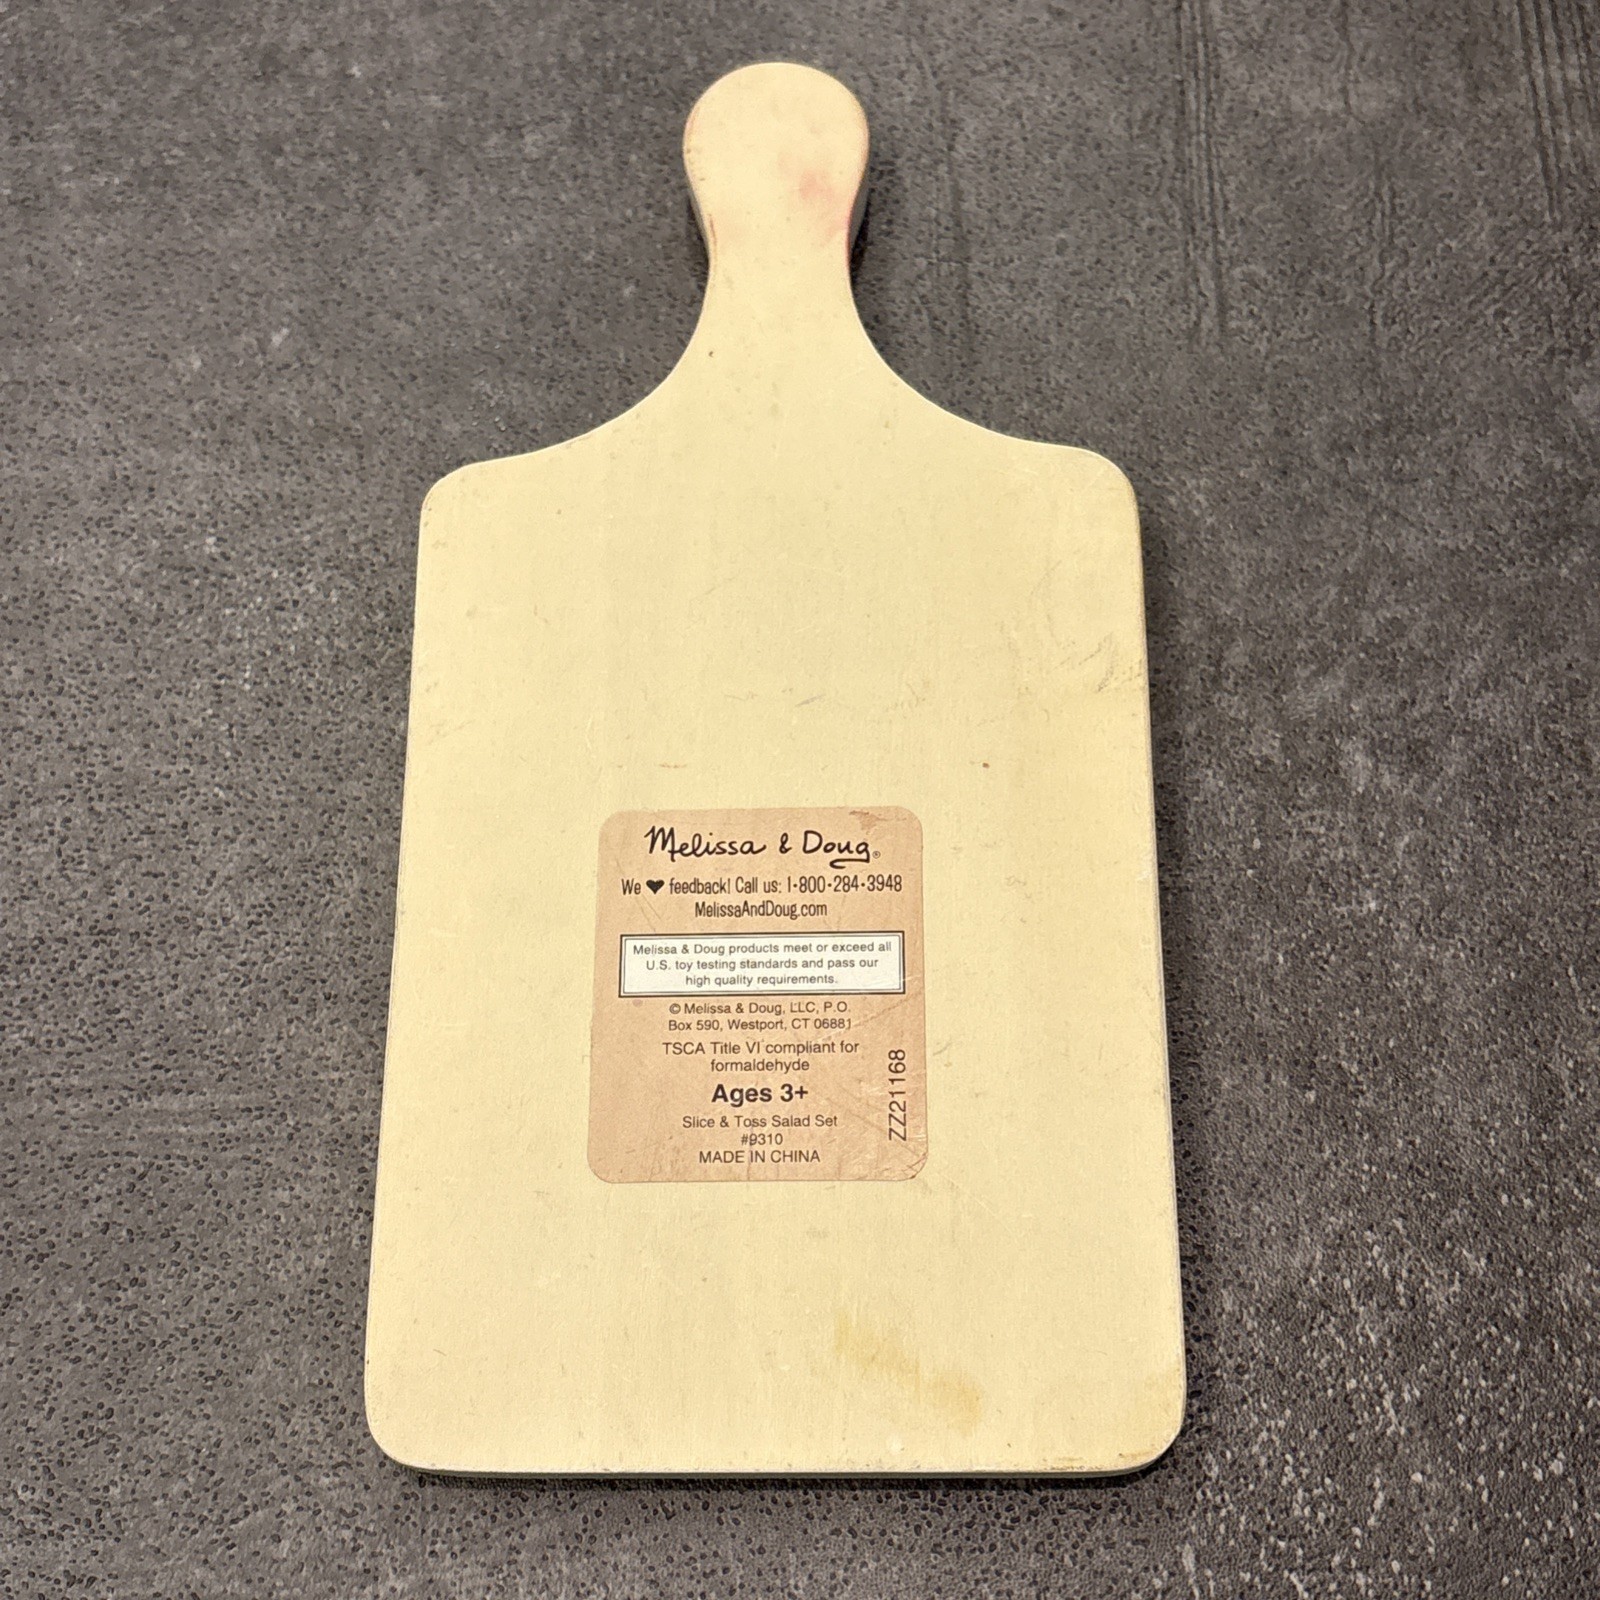 Melissa & Doug®
We ♥ feedback! Call us: 1-800-284-3948
MelissaAndDoug.com
Melissa & Doug products meet or exceed all
U.S. toy testing standards and pass our
high quality requirements.
© Melissa & Doug, LLC, P.O.
Box 590, Westport, CT 06881
TSCA Title VI compliant for
formaldehyde
Ages 3+
Slice & Toss Salad Set
#9310
MADE IN CHINA
ZZ21168